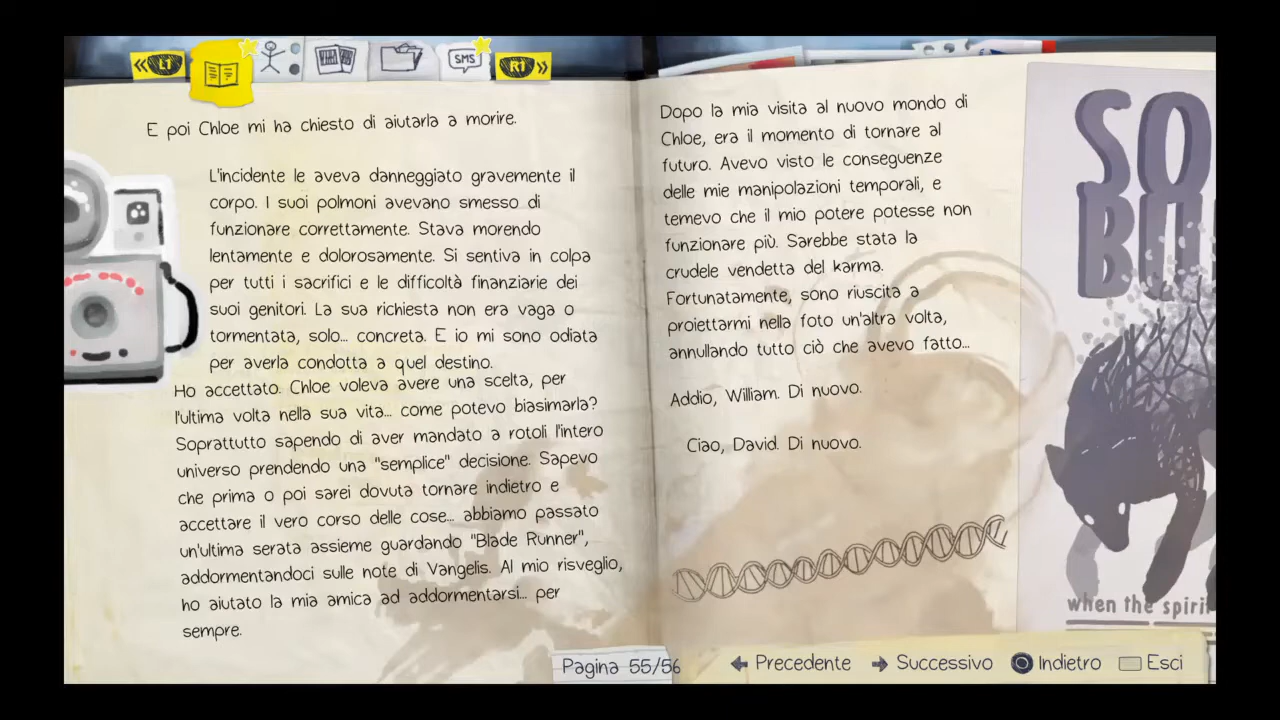 L1
SMS
R1
E poi Chloe mi ha chiesto di aiutarla a morire.
L'incidente le aveva danneggiato gravemente il
corpo. I suoi polmoni avevano smesso di
funzionare correttamente. Stava morendo
lentamente e dolorosamente. Si sentiva in colpa
per tutti i sacrifici e le difficoltà finanziarie dei
suoi genitori. La sua richiesta non era vaga o
tormentata, solo... concreta. E io mi sono odiata
per averla condotta a quel destino.
Ho accettato. Chloe voleva avere una scelta, per
l'ultima volta nella sua vita... come potevo biasimarla?
Soprattutto sapendo di aver mandato a rotoli l'intero
universo prendendo una "semplice" decisione. Sapevo
che prima o poi sarei dovuta tornare indietro e
accettare il vero corso delle cose... abbiamo passato
un'ultima serata assieme guardando "Blade Runner",
addormentandoci sulle note di Vangelis. Al mio risveglio,
ho aiutato la mia amica ad addormentarsi... per
sempre.
Dopo la mia visita al nuovo mondo di
Chloe, era il momento di tornare al
futuro. Avevo visto le conseguenze
delle mie manipolazioni temporali, e
temevo che il mio potere potesse non
funzionare più. Sarebbe stata la
crudele vendetta del karma.
Fortunatamente, sono riuscita a
proiettarmi nella foto un'altra volta,
annullando tutto ciò che avevo fatto...
Addio, William. Di nuovo.
Ciao, David. Di nuovo.
SO
when the spiri
Pagina 55/56
Precedente
Successivo
Indietro
Esci